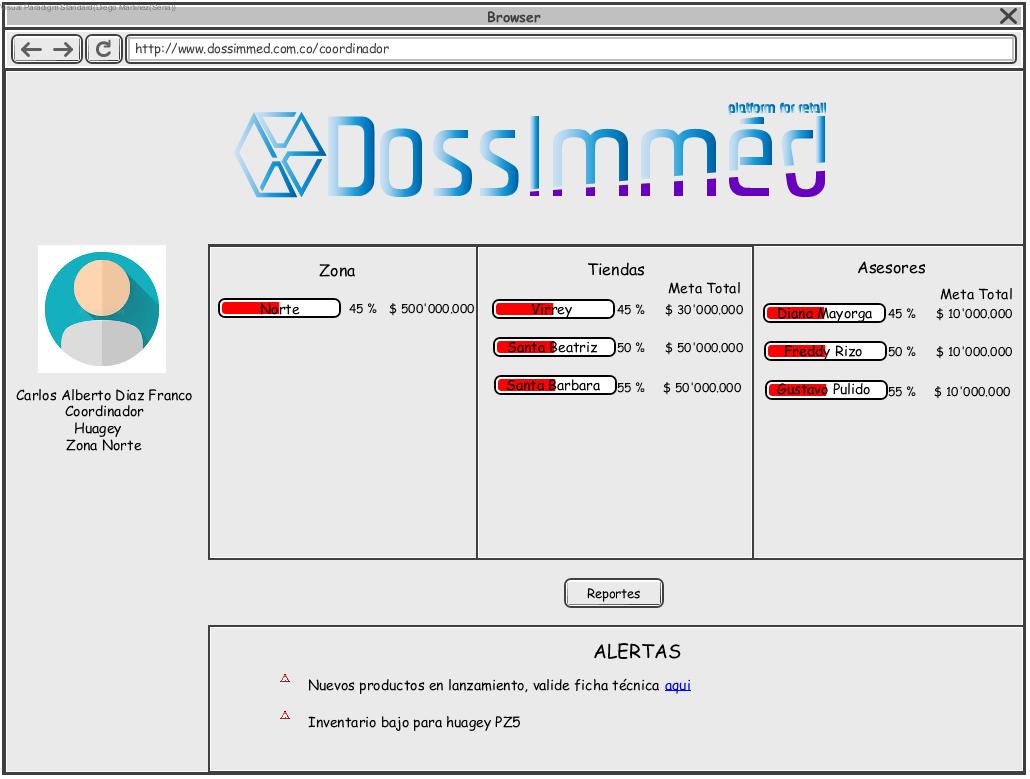 Visual Paradigm Standard(Diego Martinez(Sena))
Browser
http://www.dossimmed.com.co/coordinador
platform for retail
DossImmēd
Carlos Alberto Diaz Franco
Coordinador
Huagey
Zona Norte
Zona
Norte 45 % $ 500'000.000
Tiendas
Meta Total
Virrey 45 % $ 30'000.000
Santa Beatriz 50 % $ 50'000.000
Santa Barbara 55 % $ 50'000.000
Asesores
Meta Total
Diana Mayorga 45 % $ 10'000.000
Freddy Rizo 50 % $ 10'000.000
Gustavo Pulido 55 % $ 10'000.000
Reportes
ALERTAS
Nuevos productos en lanzamiento, valide ficha técnica aqui
Inventario bajo para huagey PZ5